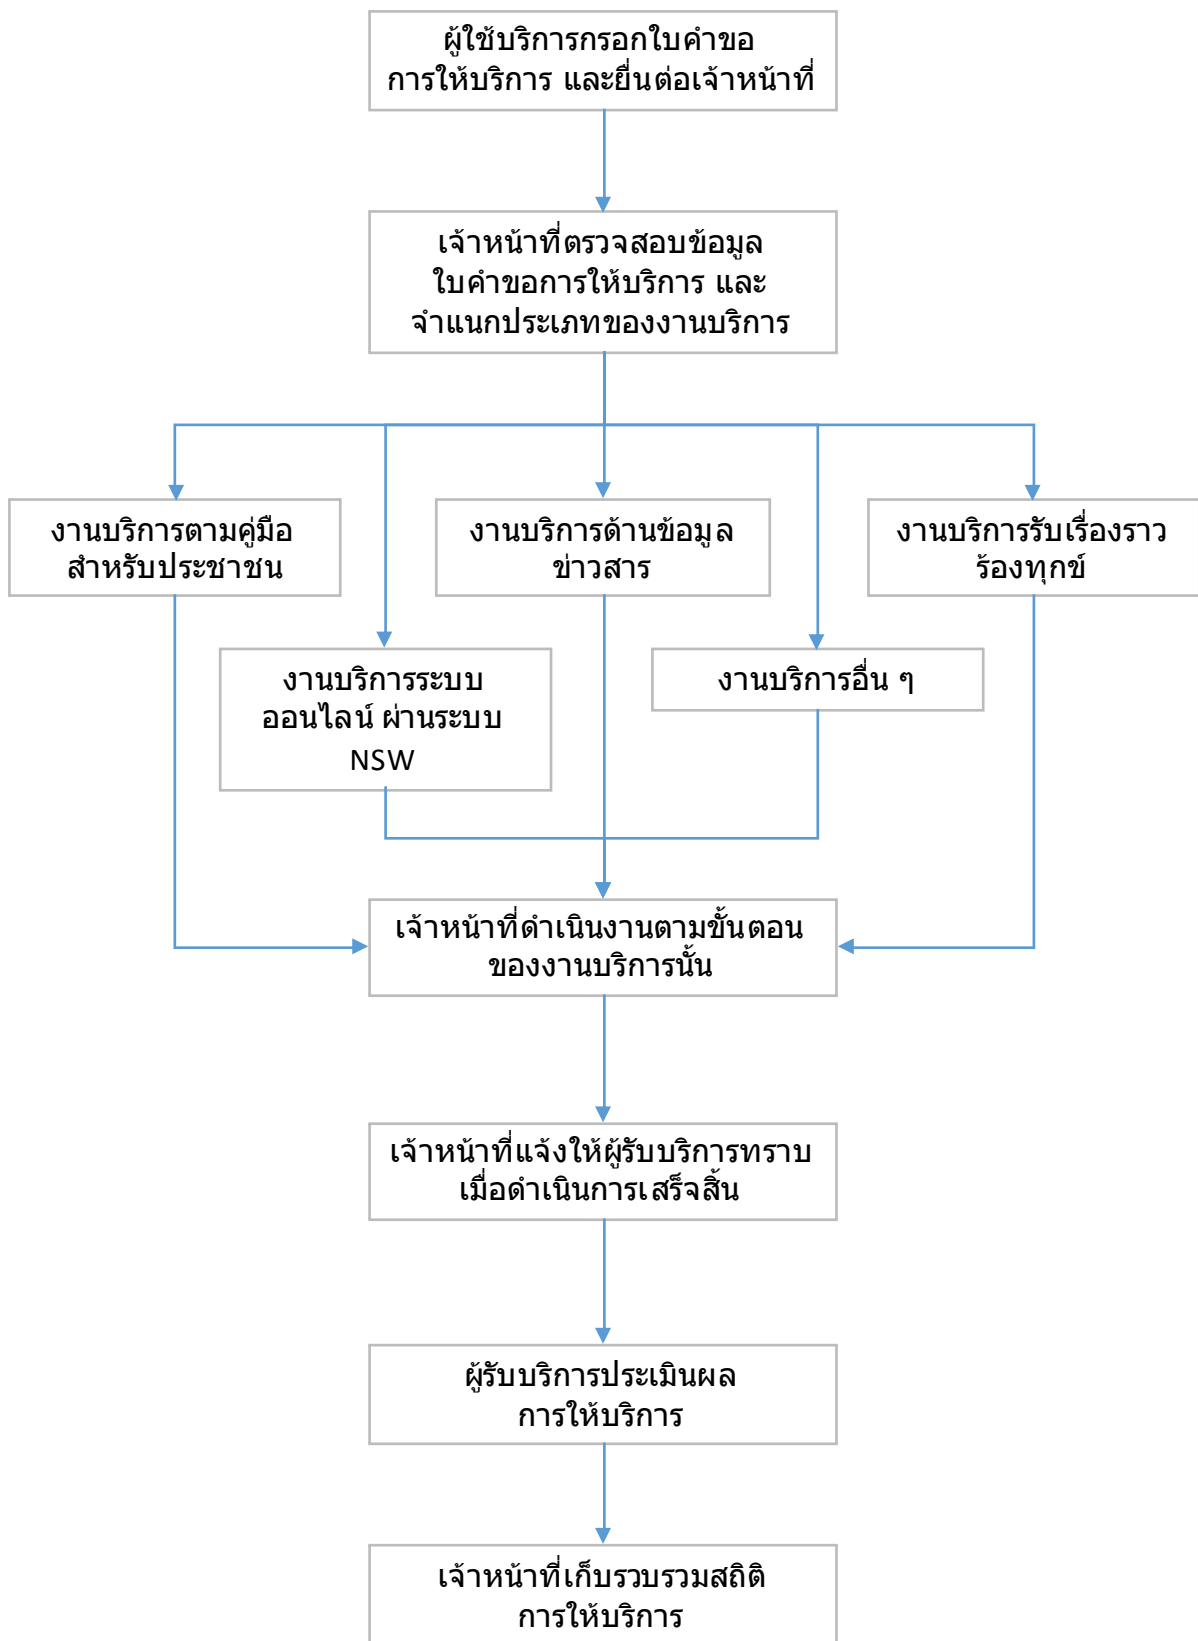 ผู้ใช้บริการกรอกใบคำขอ
การให้บริการ และยื่นต่อเจ้าหน้าที่
เจ้าหน้าที่ตรวจสอบข้อมูล
ใบคำขอการให้บริการ และ
จำแนกประเภทของงานบริการ
งานบริการตามคู่มือ
สำหรับประชาชน
งานบริการด้านข้อมูล
ข่าวสาร
งานบริการรับเรื่องราว
ร้องทุกข์
งานบริการระบบ
ออนไลน์ ผ่านระบบ
NSW
งานบริการอื่น ๆ
เจ้าหน้าที่ดำเนินงานตามขั้นตอน
ของงานบริการนั้น
เจ้าหน้าที่แจ้งให้ผู้รับบริการทราบ
เมื่อดำเนินการเสร็จสิ้น
ผู้รับบริการประเมินผล
การให้บริการ
เจ้าหน้าที่เก็บรวบรวมสถิติ
การให้บริการ